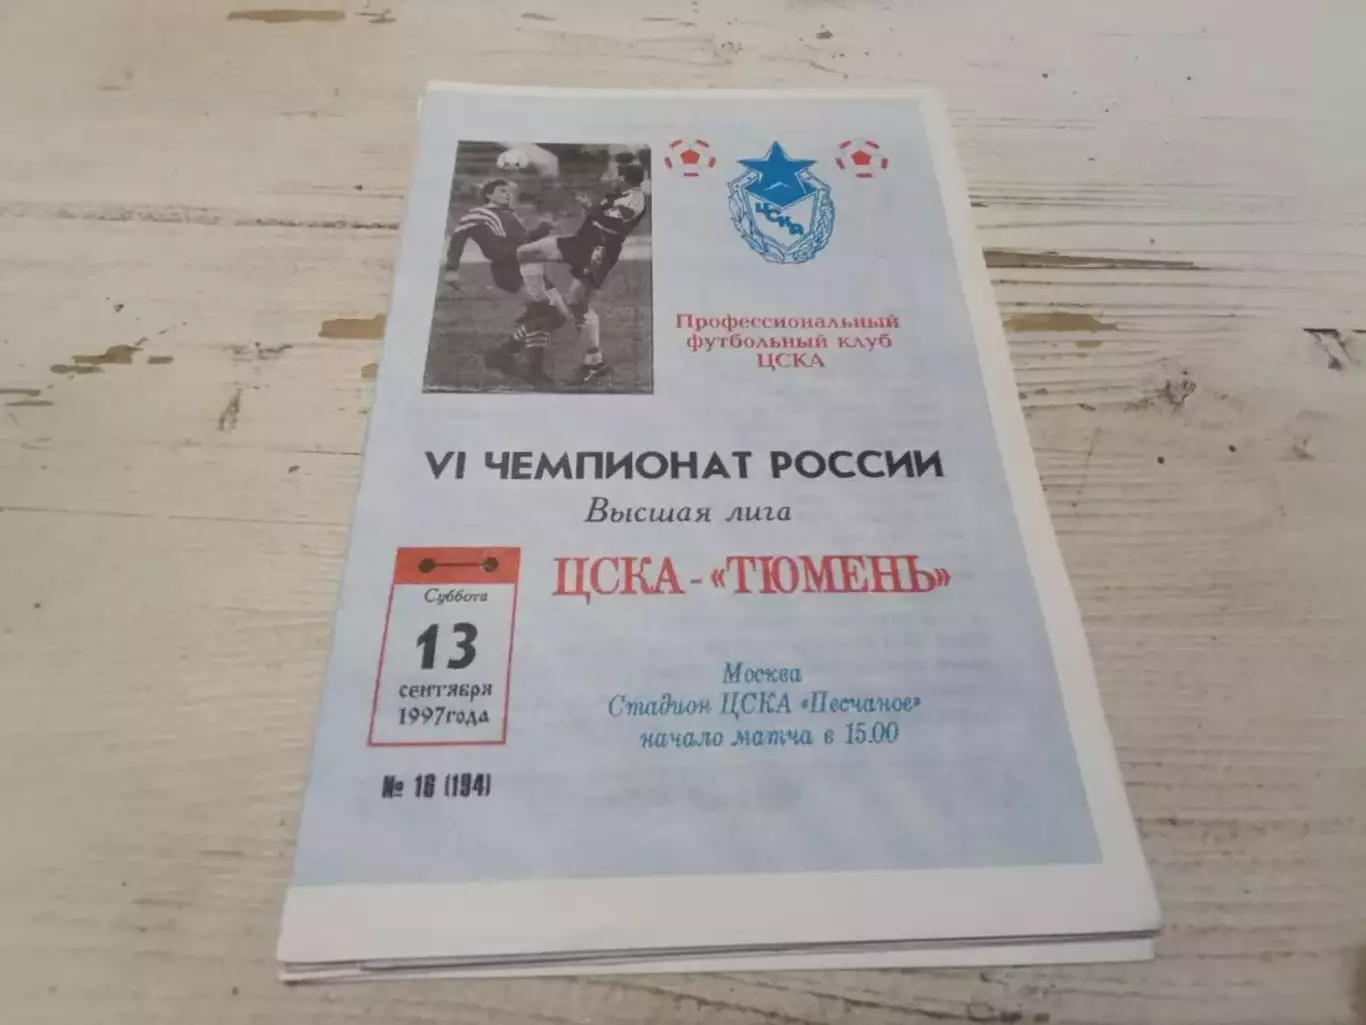 ЦСКА
Профессиональный
футбольный клуб
ЦСКА
VI ЧЕМПИОНАТ РОССИИ
Высшая лига
ЦСКА - «ТЮМЕНЬ»
Суббота
13
сентября
1997года
Москва
Стадион ЦСКА «Песчаное»
начало матча в 15.00
№ 16 (194)